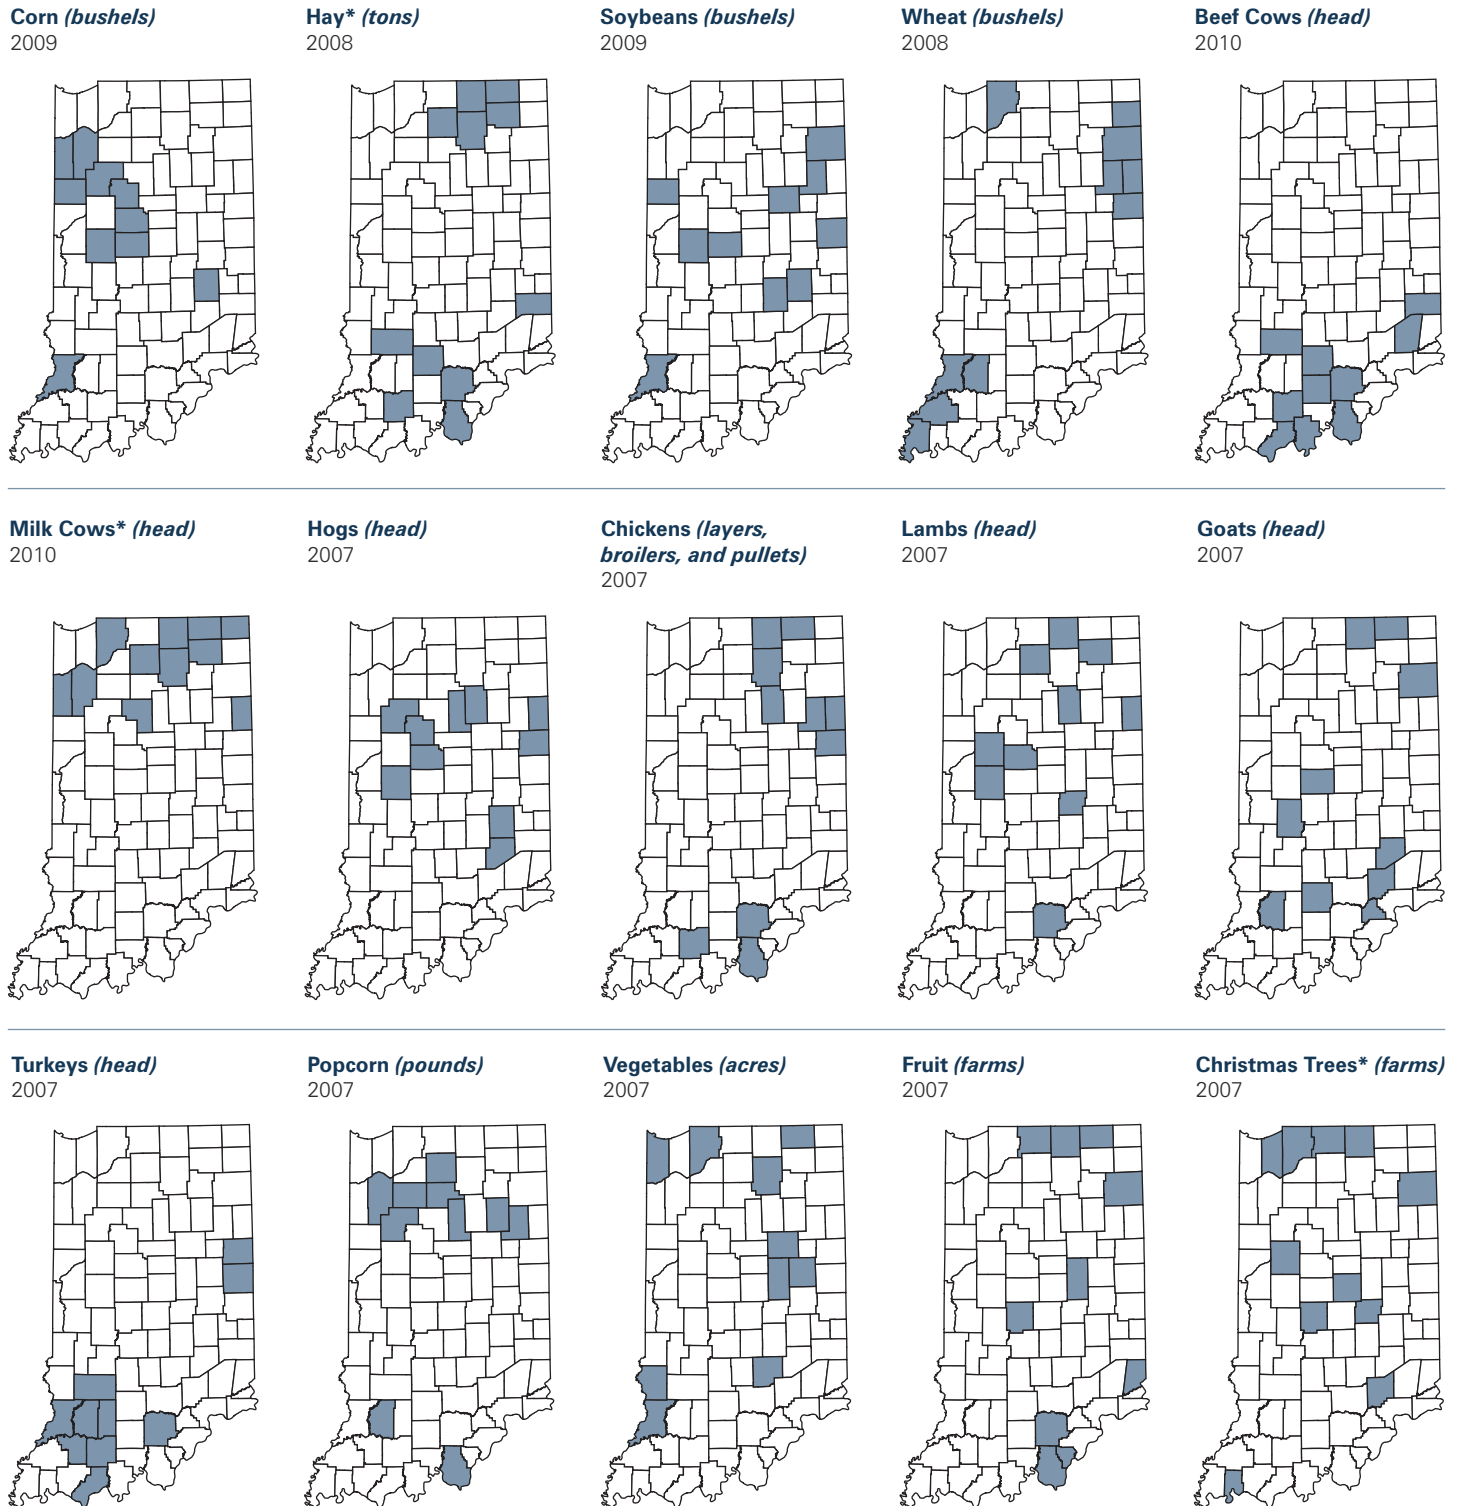 Corn (bushels)
2009
Hay* (tons)
2008
Soybeans (bushels)
2009
Wheat (bushels)
2008
Beef Cows (head)
2010
Milk Cows* (head)
2010
Hogs (head)
2007
Chickens (layers,
broilers, and pullets)
2007
Lambs (head)
2007
Goats (head)
2007
Turkeys (head)
2007
Popcorn (pounds)
2007
Vegetables (acres)
2007
Fruit (farms)
2007
Christmas Trees* (farms)
2007